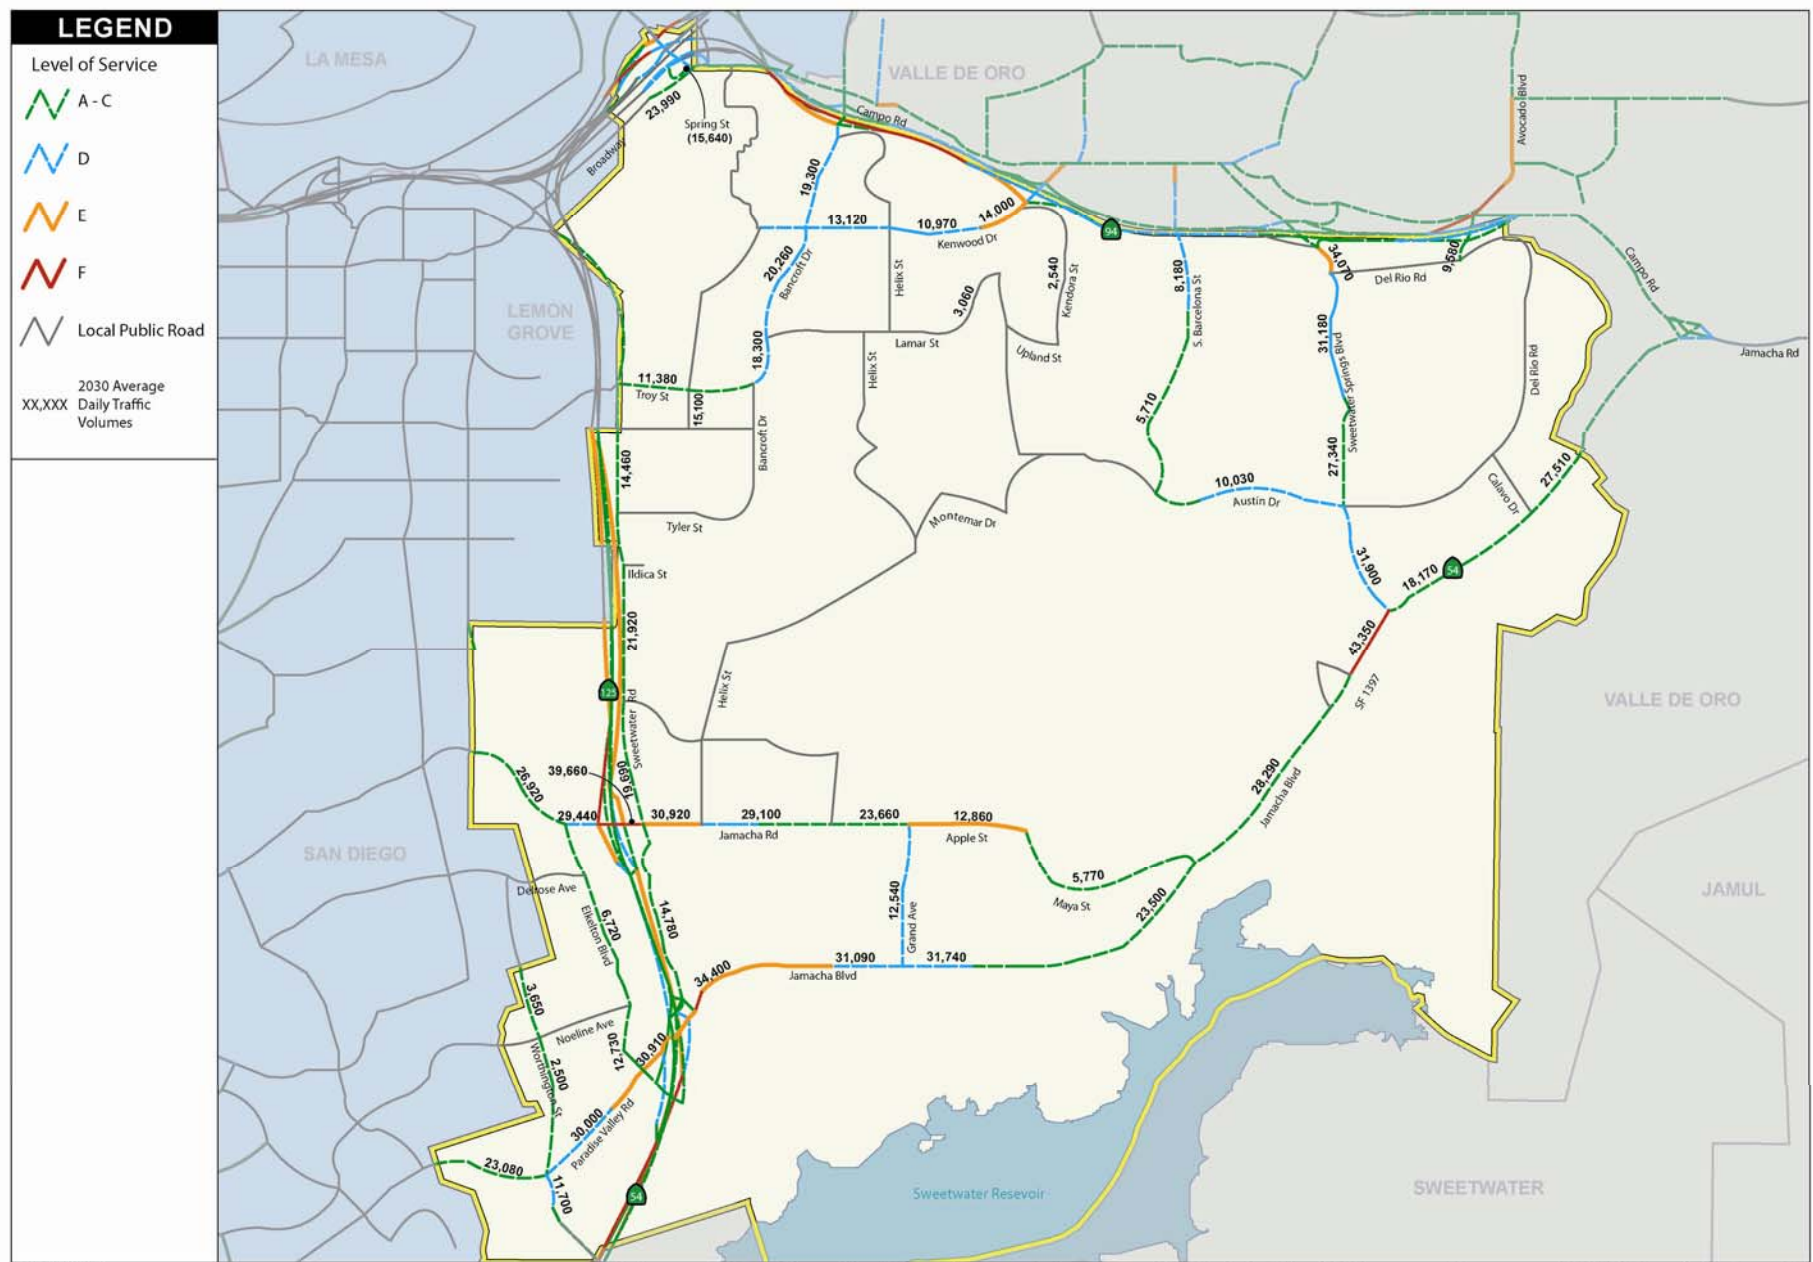 LEGEND
Level of Service
A - C
D
E
F
Local Public Road
XX,XXX
2030 Average
Daily Traffic
Volumes
LA MESA
VALLE DE ORO
Avocado Blvd
Campo Rd
23,990
Spring St
(15,640)
Broadway
19,300
13,120
10,970
14,000
Kenwood Dr
94
34,070
9,580
Del Rio Rd
Campo Rd
20,260
Bancroft Dr
Helix St
2,540
Kendora St
8,180
S. Barcelona St
3,060
LEMON
GROVE
18,300
Lamar St
Upland St
31,180
Sweetwater Springs Blvd
Del Rio Rd
Jamacha Rd
Helix St
11,380
Troy St
15,100
Bancroft Dr
5,710
27,340
14,460
10,030
Austin Dr
Calavo Dr
27,510
Tyler St
Montemar Dr
31,900
18,170
54
Ildica St
21,920
43,350
SF 1397
125
Sweetwater Rd
Helix St
VALLE DE ORO
39,660
19,690
26,920
29,440
30,920
29,100
Jamacha Rd
23,660
12,860
Apple St
28,290
Jamacha Blvd
SAN DIEGO
Delrose Ave
5,770
Maya St
23,500
JAMUL
6,720
Elkelton Blvd
14,780
12,540
Grand Ave
34,400
31,090
31,740
Jamacha Blvd
3,650
Noeline Ave
12,730
30,910
Worthington St
2,500
30,000
Paradise Valley Rd
23,080
11,700
54
Sweetwater Resevoir
SWEETWATER